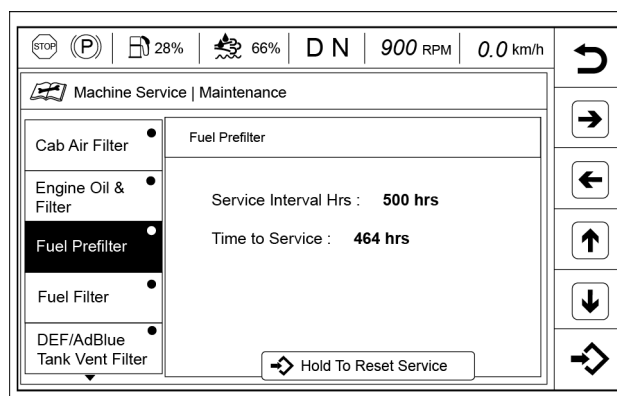 STOP P 28% 66% D N 900 RPM 0.0 km/h
Machine Service | Maintenance
Cab Air Filter
Engine Oil &
Filter
Fuel Prefilter
Fuel Filter
DEF/AdBlue
Tank Vent Filter
Fuel Prefilter
Service Interval Hrs : 500 hrs
Time to Service : 464 hrs
Hold To Reset Service